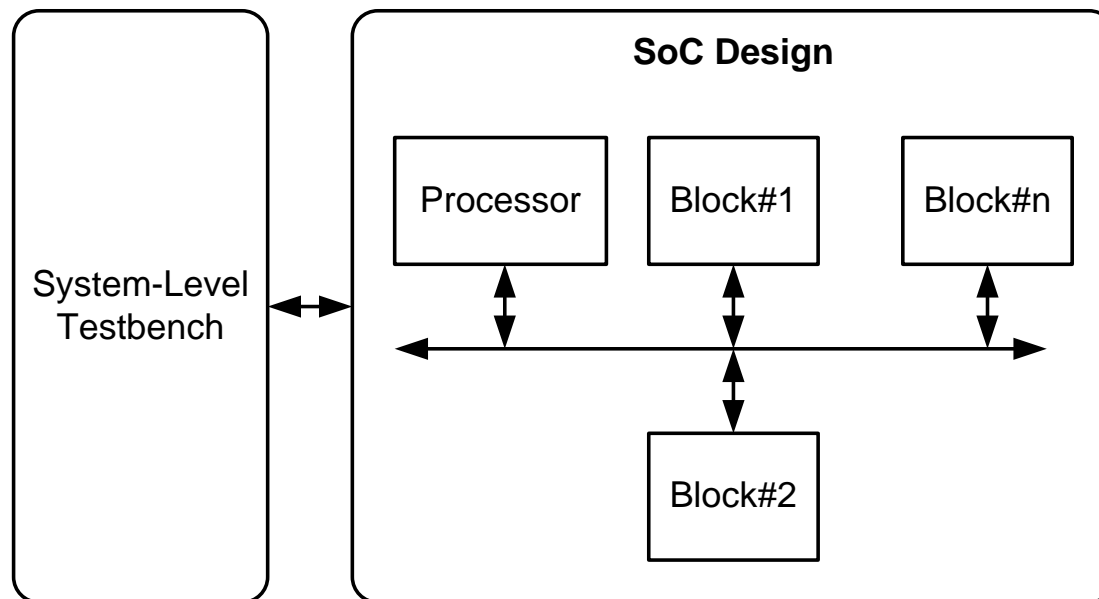 SoC Design
Processor
Block#1
Block#n
System-Level
Testbench
Block#2